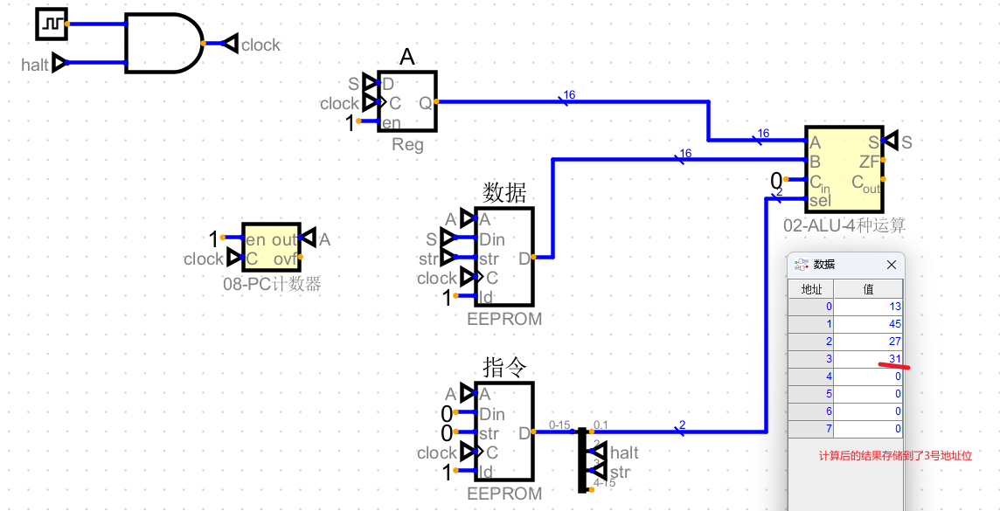 halt
clock
A
S D
clock C Q
1 en
Reg
16
16
16
A S S
B ZF
0 Cin Cout
2 sel
02-ALU-4种运算
数据
A A
S Din
str str D
clock C
1 ld
EEPROM
1 en out A
clock C ovf
08-PC计数器
指令
A A
0 Din
0 str D
clock C
1 ld
EEPROM
0-15
0,1
2
2
halt
3
str
4-15
数据
地址 值
0 13
1 45
2 27
3 31
4 0
5 0
6 0
7 0
计算后的结果存储到了3号地址位